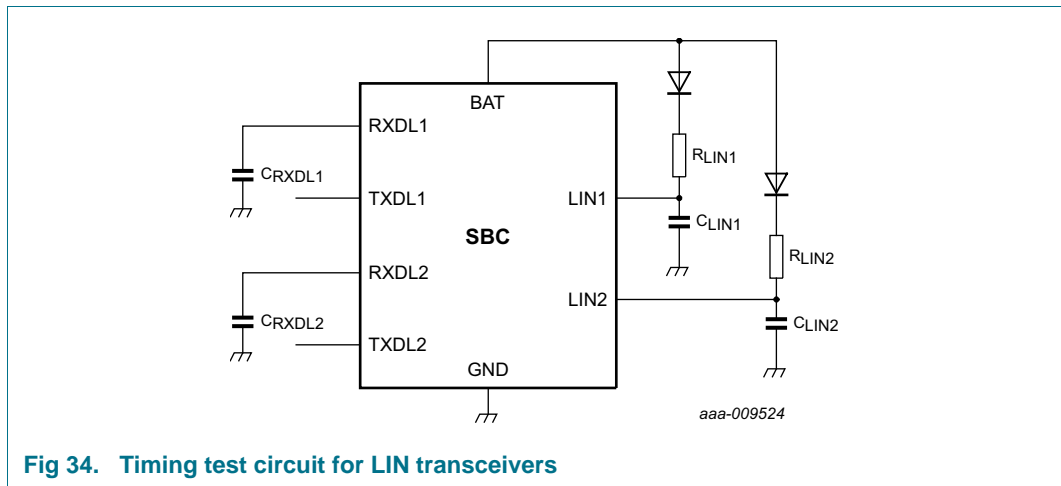 BAT
RXDL1
RLIN1
CRXDL1
TXDL1
LIN1
CLIN1
SBC
RLIN2
RXDL2
LIN2
CRXDL2
CLIN2
TXDL2
GND
aaa-009524
Fig 34. Timing test circuit for LIN transceivers